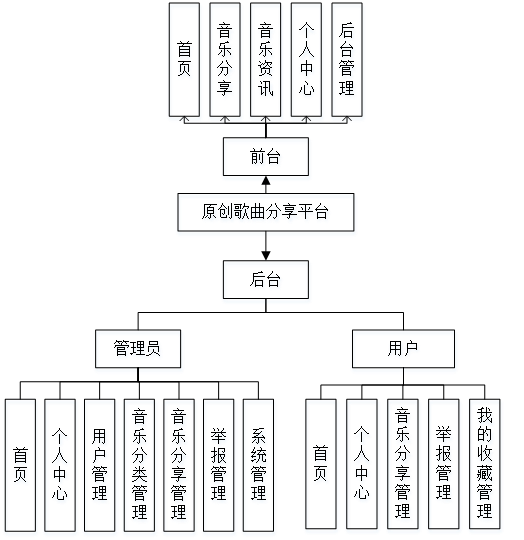 首页
音乐分享
音乐资讯
个人中心
后台管理
前台
原创歌曲分享平台
后台
管理员
用户
首页
个人中心
用户管理
音乐分类管理
音乐分享管理
举报管理
系统管理
首页
个人中心
音乐分享管理
举报管理
我的收藏管理